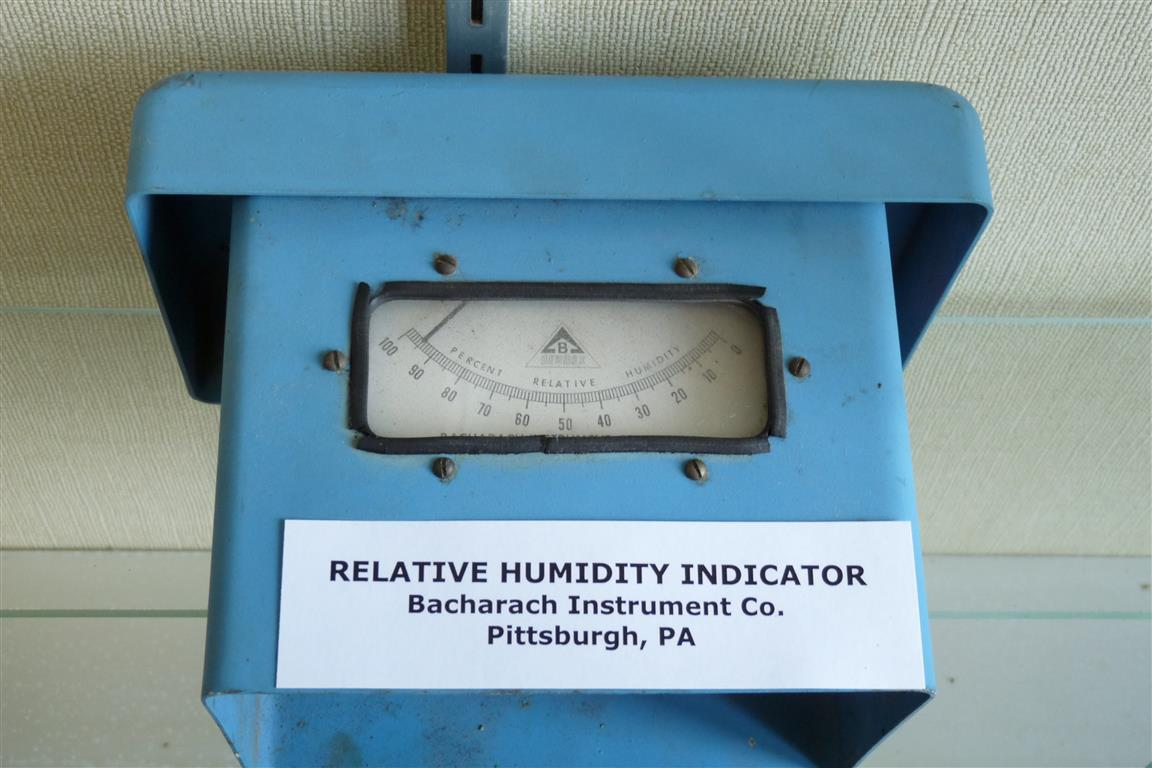 B
PERCENT RELATIVE HUMIDITY
100 90 80 70 60 50 40 30 20 10 0
RELATIVE HUMIDITY INDICATOR
Bacharach Instrument Co.
Pittsburgh, PA